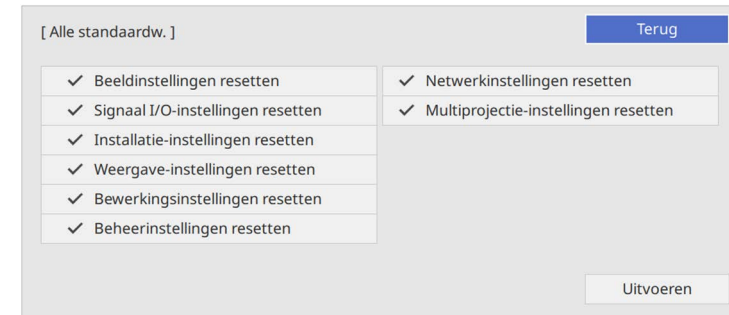 [ Alle standaardw. ]
Terug
Beeldinstellingen resetten
Signaal I/O-instellingen resetten
Installatie-instellingen resetten
Weergave-instellingen resetten
Bewerkingsinstellingen resetten
Beheerinstellingen resetten
Netwerkinstellingen resetten
Multiprojectie-instellingen resetten
Uitvoeren